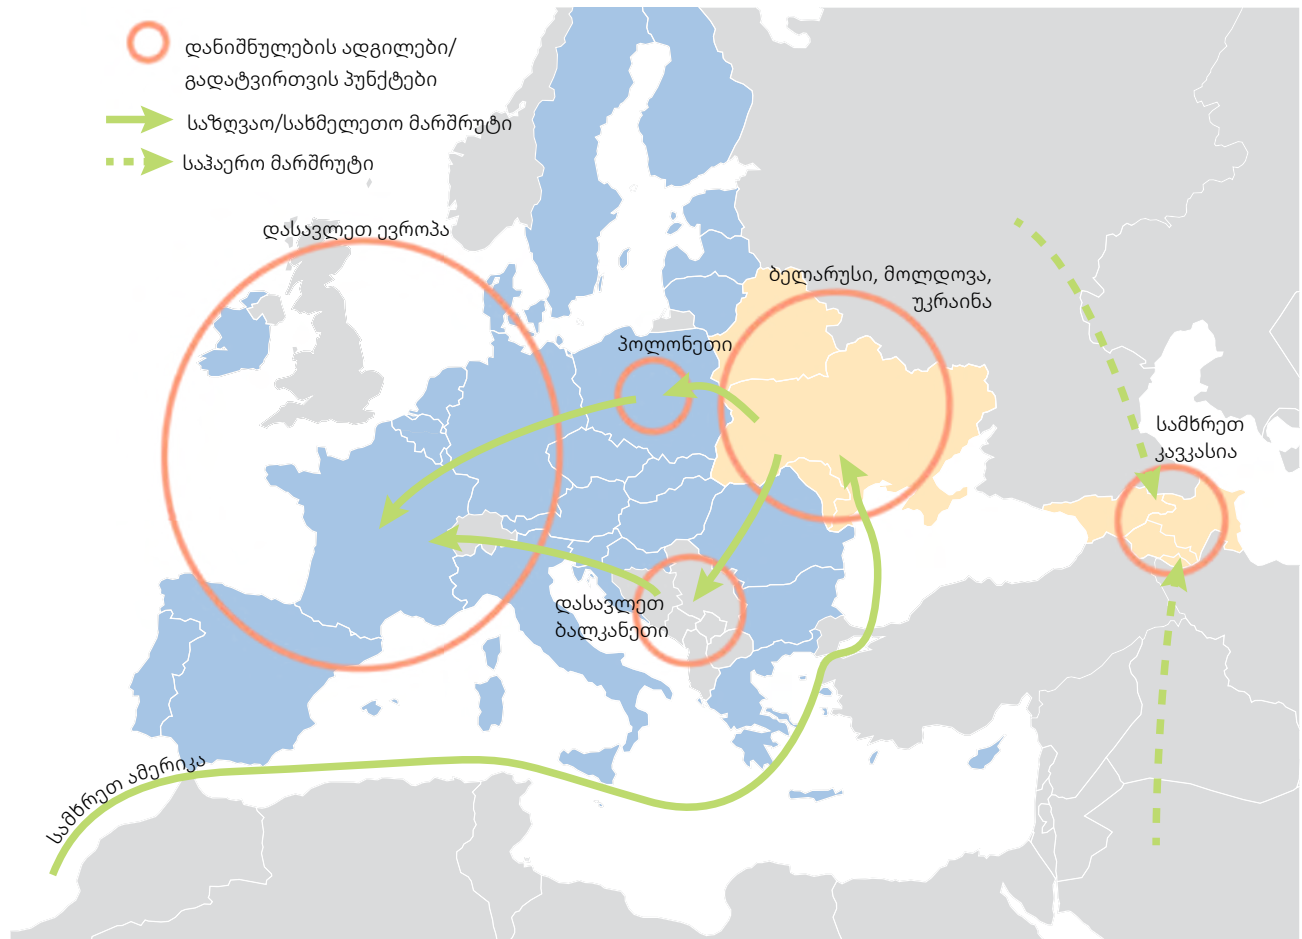 დანიშნულების ადგილები/
გადატვირთვის პუნქტები
საზღვაო/სახმელეთო მარშრუტი
საჰაერო მარშრუტი
დასავლეთ ევროპა
ბელარუსი, მოლდოვა,
უკრაინა
პოლონეთი
სამხრეთ
კავკასია
დასავლეთ
ბალკანეთი
სამხრეთ ამერიკა